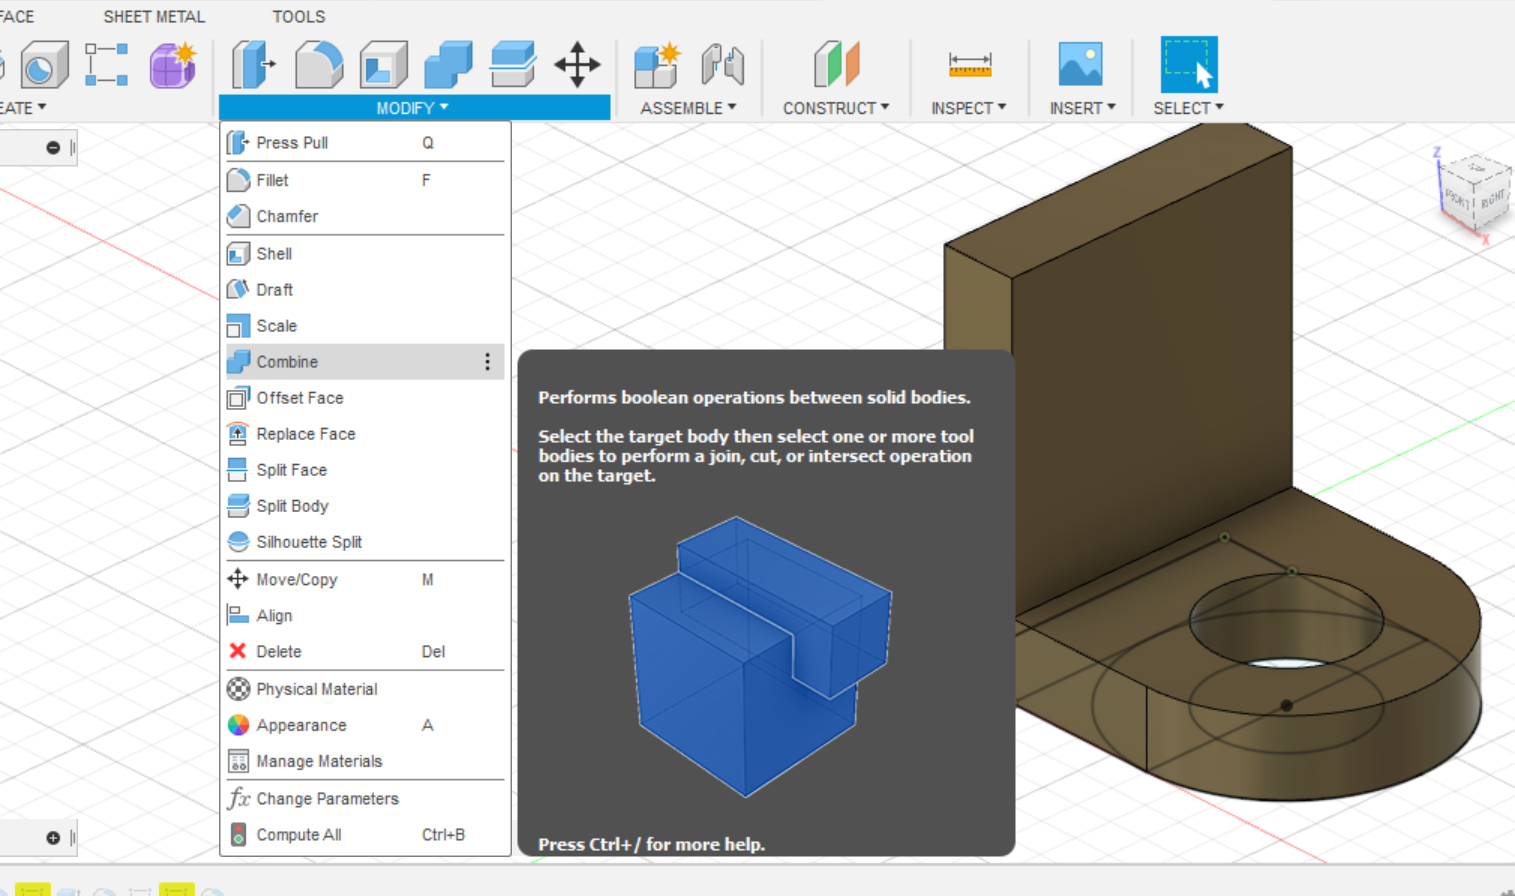 FACE
SHEET METAL
TOOLS
EATE
MODIFY
ASSEMBLE
CONSTRUCT
INSPECT
INSERT
SELECT
Press Pull Q
Fillet F
Chamfer
Shell
Draft
Scale
Combine
Offset Face
Replace Face
Split Face
Split Body
Silhouette Split
Move/Copy M
Align
Delete Del
Physical Material
Appearance A
Manage Materials
fx Change Parameters
Compute All Ctrl+B
Performs boolean operations between solid bodies.
Select the target body then select one or more tool
bodies to perform a join, cut, or intersect operation
on the target.
Press Ctrl+/ for more help.
Z
FRONT
RIGHT
X